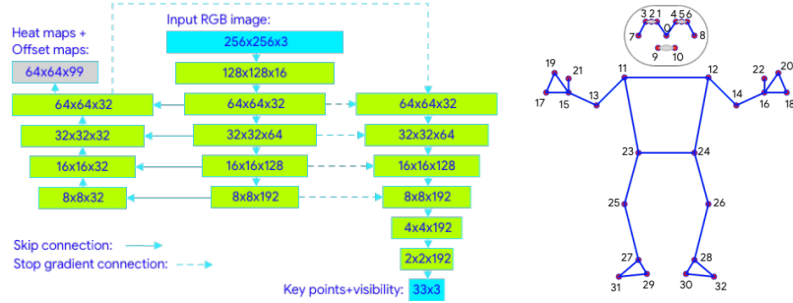 Heat maps +
Offset maps:
Input RGB image:
256x256x3
64x64x99
128x128x16
64x64x32
64x64x32
64x64x32
32x32x32
32x32x64
32x32x64
16x16x32
16x16x128
16x16x128
8x8x32
8x8x192
8x8x192
4x4x192
2x2x192
Skip connection:
Stop gradient connection:
Key points+visibility:
33x3
3 2 1 4 5 6
0
7 8
9 10
19 21 11 12 22 20
17 15 13 14 16 18
23 24
25 26
27 28
31 29 30 32